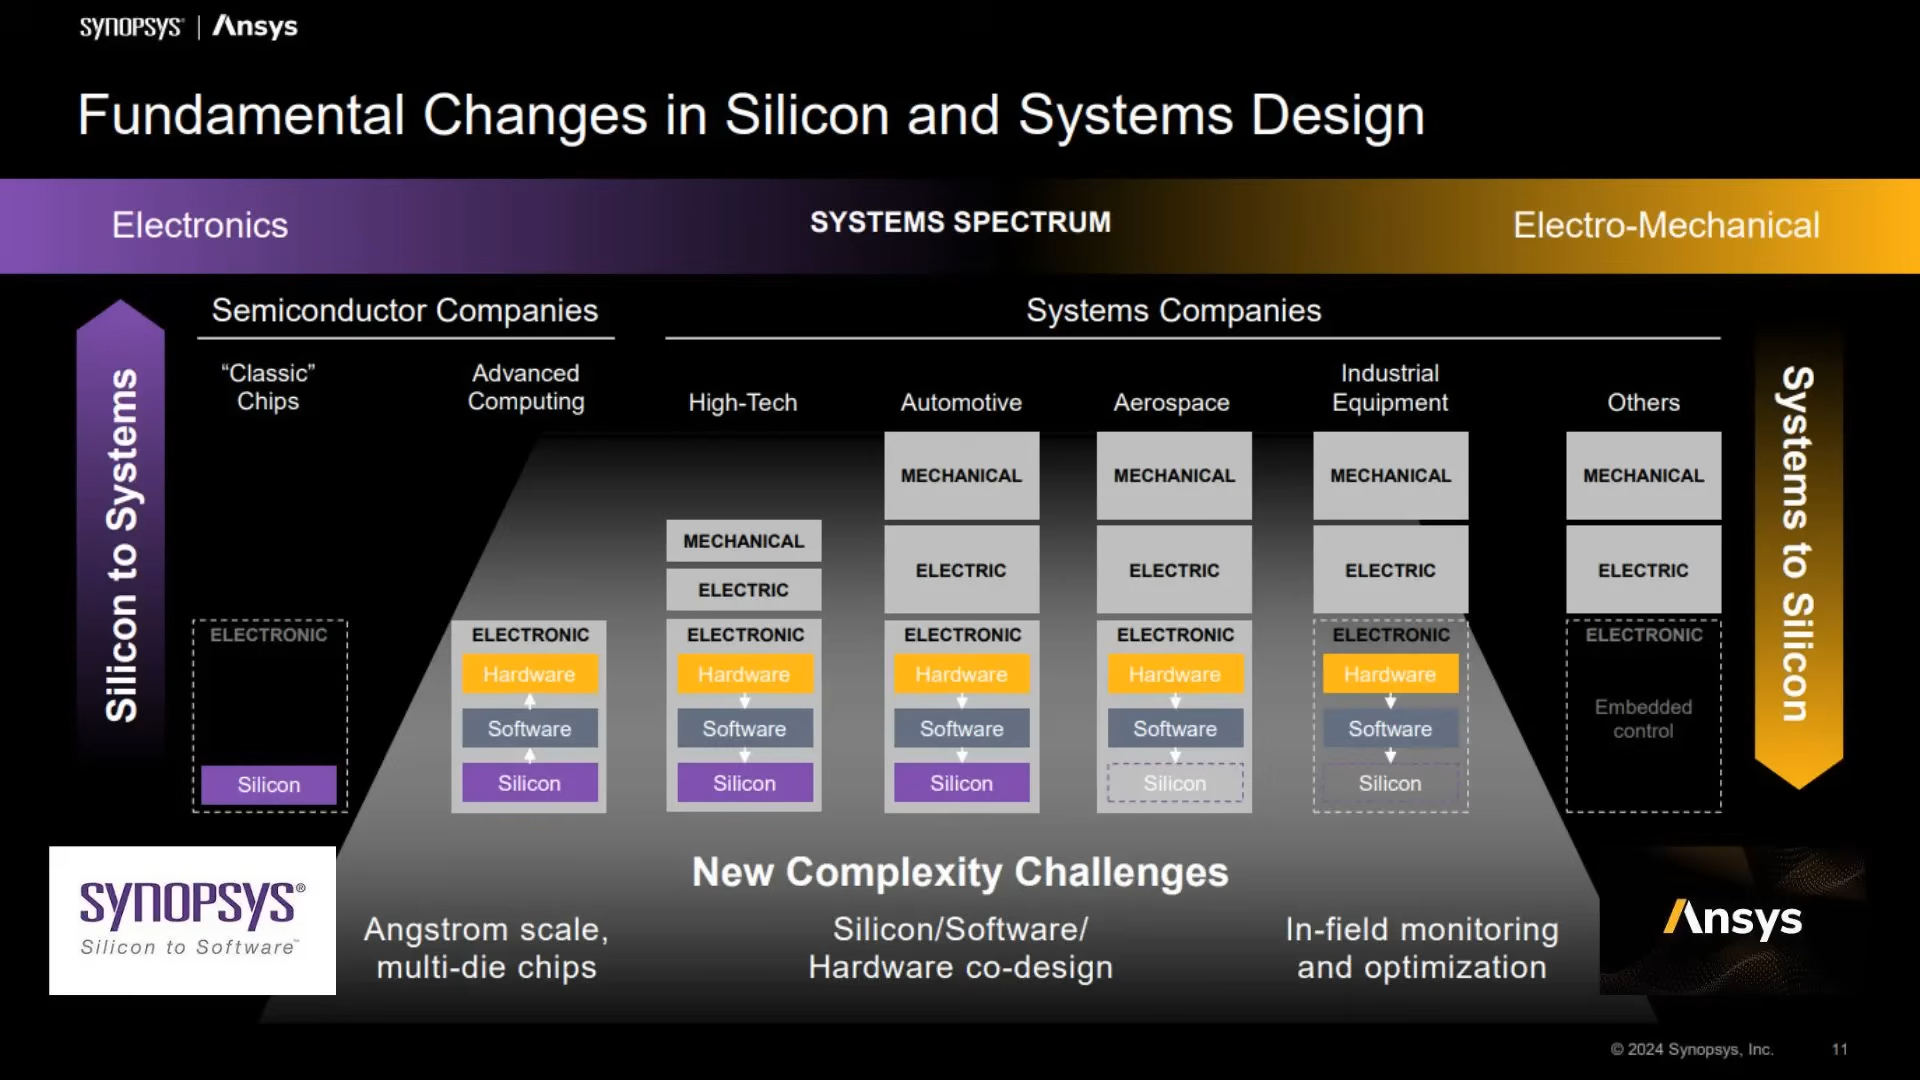 SYNOPSYS® | Ansys
Fundamental Changes in Silicon and Systems Design
Electronics
SYSTEMS SPECTRUM
Electro-Mechanical
Silicon to Systems
Semiconductor Companies
Systems Companies
“Classic”
Chips
Advanced
Computing
High-Tech
Automotive
Aerospace
Industrial
Equipment
Others
Systems to Silicon
ELECTRONIC
Silicon
ELECTRONIC
Hardware
Software
Silicon
MECHANICAL
ELECTRIC
ELECTRONIC
Hardware
Software
Silicon
MECHANICAL
ELECTRIC
ELECTRONIC
Hardware
Software
Silicon
MECHANICAL
ELECTRIC
ELECTRONIC
Hardware
Software
Silicon
MECHANICAL
ELECTRIC
ELECTRONIC
Hardware
Software
Silicon
MECHANICAL
ELECTRIC
ELECTRONIC
Embedded
control
New Complexity Challenges
Angstrom scale,
multi-die chips
Silicon/Software/
Hardware co-design
In-field monitoring
and optimization
SYNOPSYS®
Silicon to Software™
Ansys
© 2024 Synopsys, Inc.
11